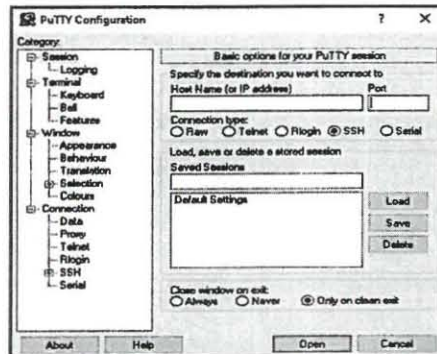 PuTTY Configuration ? ×
Category:
Session
Logging
Terminal
Keyboard
Bell
Features
Window
Appearance
Behaviour
Translation
Selection
Colours
Connection
Data
Proxy
Telnet
Rlogin
SSH
Serial
Basic options for your PuTTY session
Specify the destination you want to connect to
Host Name (or IP address) Port
Connection type:
Raw Telnet Rlogin SSH Serial
Load, save or delete a stored session
Saved Sessions
Default Settings
Load
Save
Delete
Close window on exit:
Always Never Only on clean exit
About Help Open Cancel